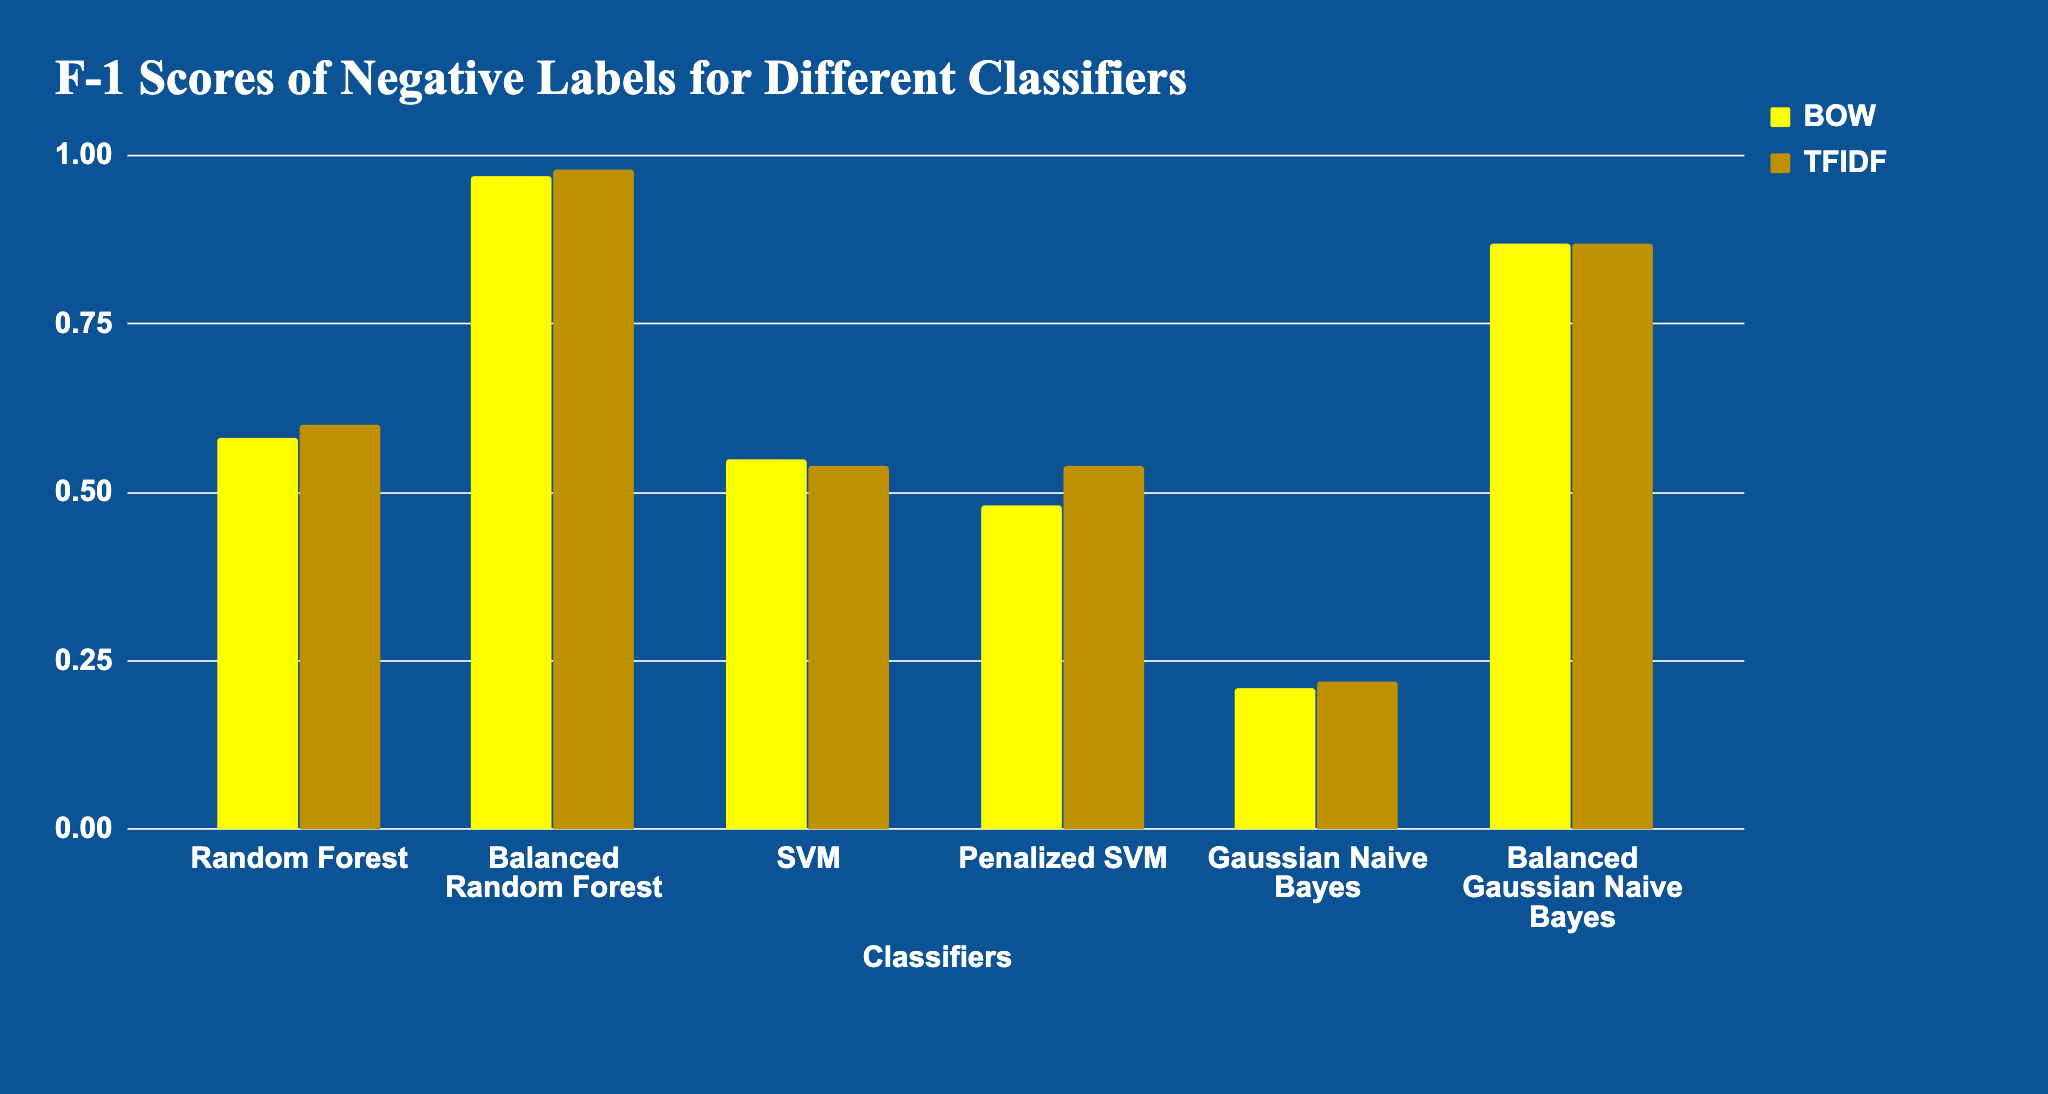 F-1 Scores of Negative Labels for Different Classifiers
BOW
TFIDF
1.00
0.75
0.50
0.25
0.00
Random Forest
Balanced
Random Forest
SVM
Penalized SVM
Gaussian Naive
Bayes
Balanced
Gaussian Naive
Bayes
Classifiers